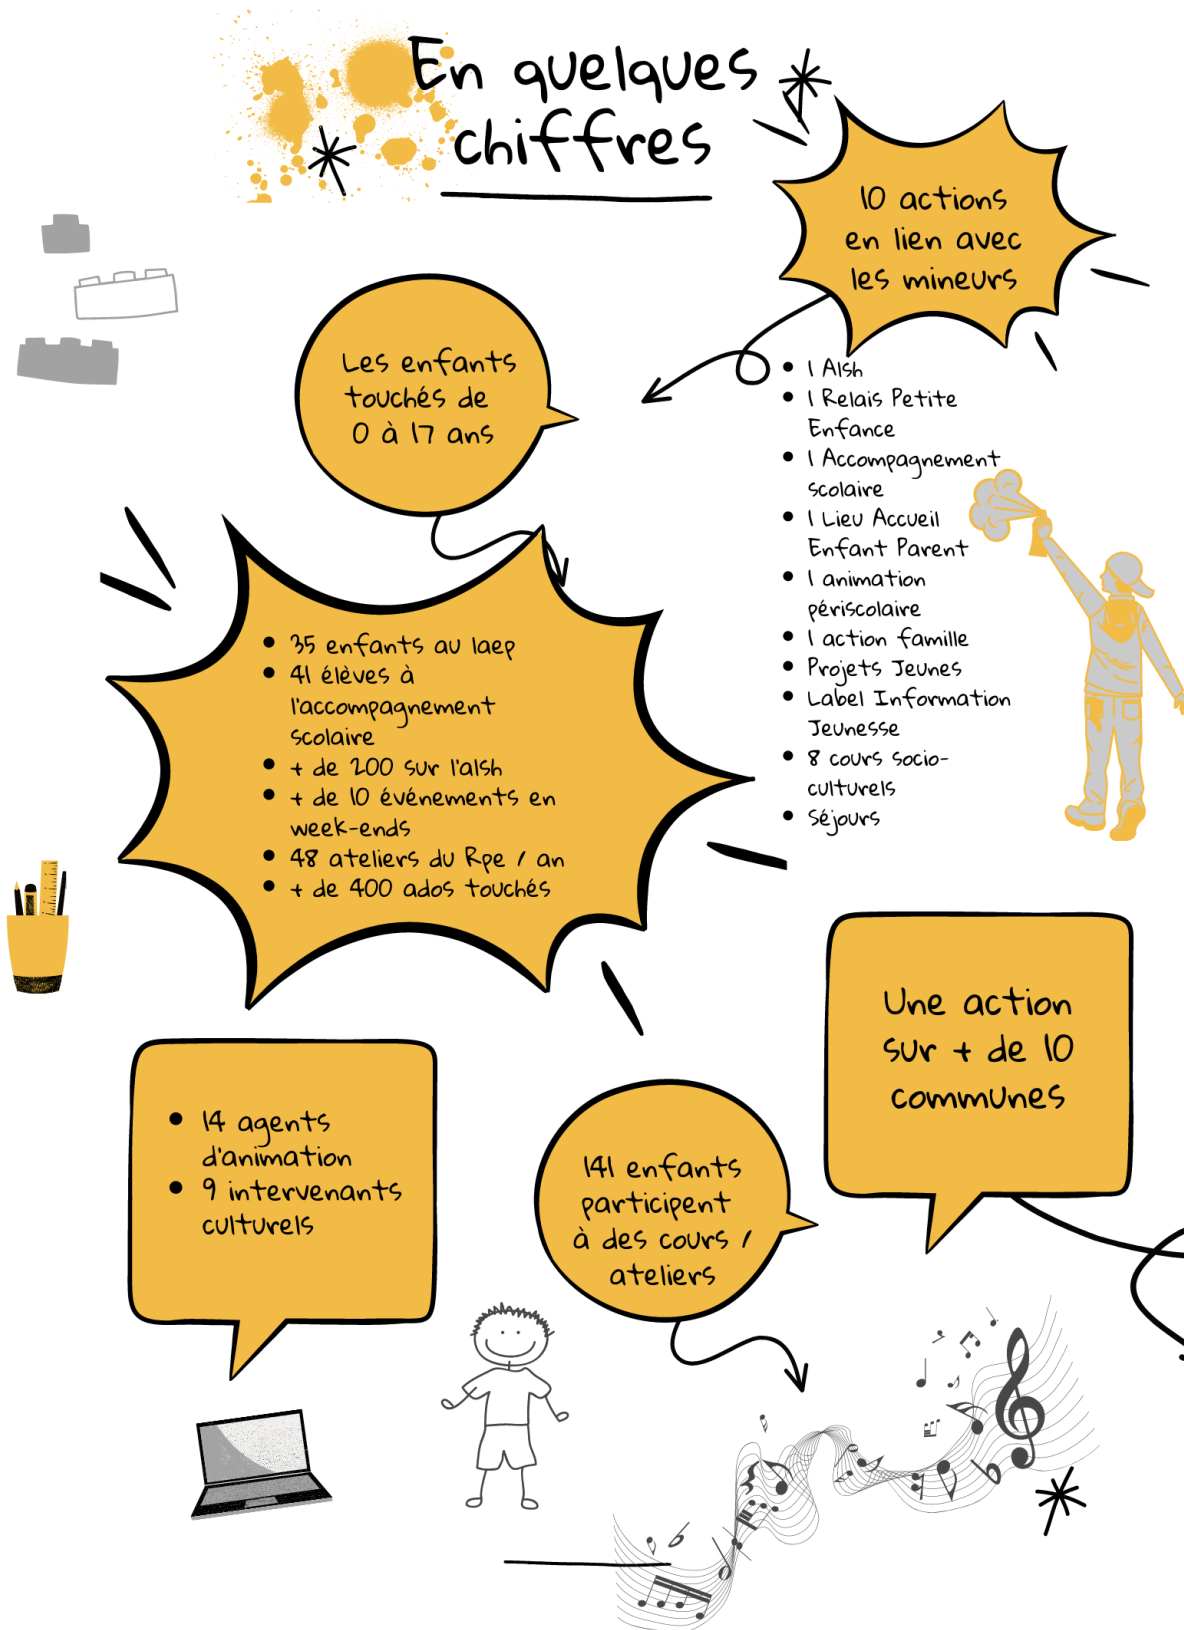 En quelques
chiffres
10 actions
en lien avec
les mineurs
Les enfants
touchés de
0 à 17 ans
• 1 Alsh
• 1 Relais Petite
Enfance
• 1 Accompagnement
scolaire
• 1 Lieu Accueil
Enfant Parent
• 1 animation
périscolaire
• 1 action famille
• Projets Jeunes
• Label Information
Jeunesse
• 8 cours socio-
culturels
• Séjours
• 35 enfants au laep
• 41 élèves à
l'accompagnement
scolaire
• + de 200 sur l'alsh
• + de 10 événements en
week-ends
• 48 ateliers du Rpe / an
• + de 400 ados touchés
Une action
sur + de 10
communes
• 14 agents
d'animation
• 9 intervenants
culturels
141 enfants
participent
à des cours /
ateliers